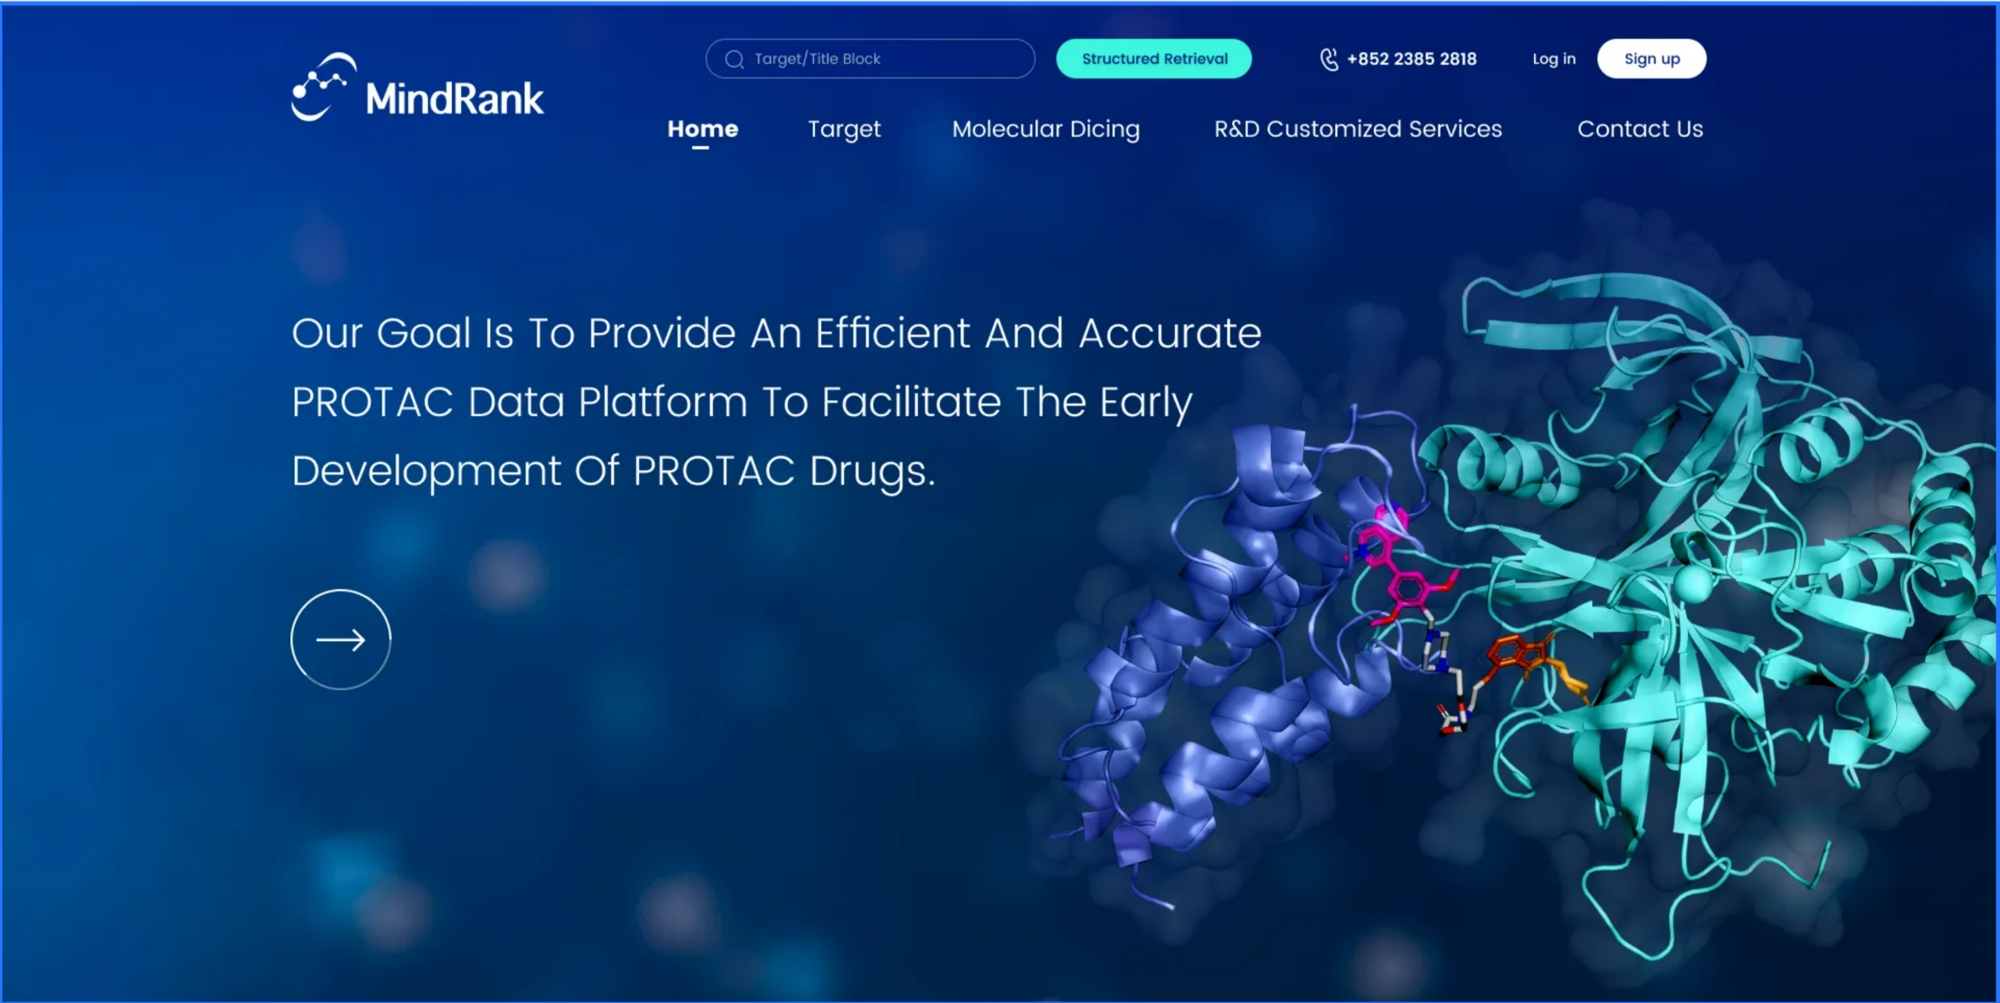 MindRank
Target/Title Block
Structured Retrieval
+852 2385 2818
Log in
Sign up
Home
Target
Molecular Dicing
R&D Customized Services
Contact Us
Our Goal Is To Provide An Efficient And Accurate
PROTAC Data Platform To Facilitate The Early
Development Of PROTAC Drugs.